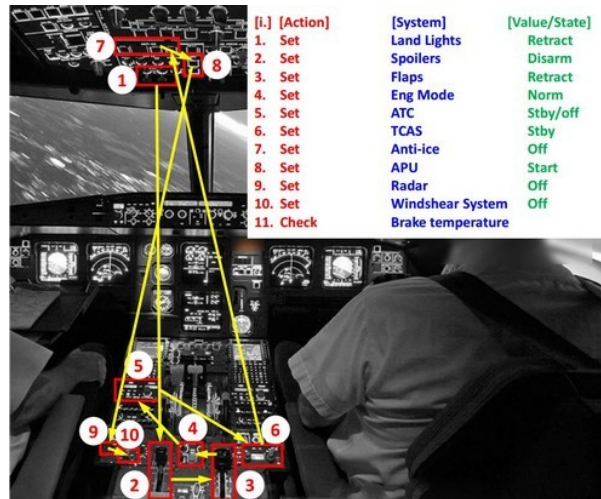 [i.] [Action] [System] [Value/State]
1. Set Land Lights Retract
2. Set Spoilers Disarm
3. Set Flaps Retract
4. Set Eng Mode Norm
5. Set ATC Stby/off
6. Set TCAS Stby
7. Set Anti-ice Off
8. Set APU Start
9. Set Radar Off
10. Set Windshear System Off
11. Check Brake temperature
7
8
1
5
9
10
4
6
2
3